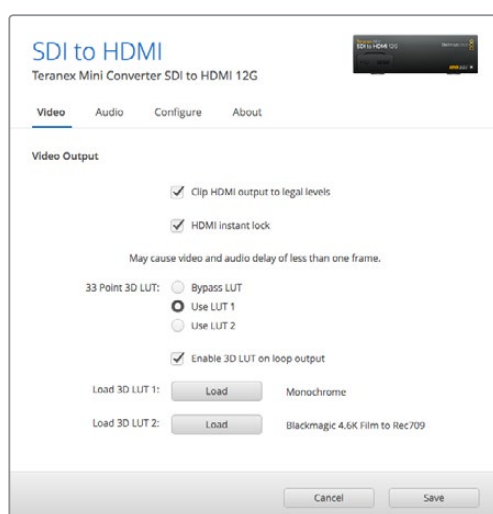 SDI to HDMI
Teranex Mini Converter SDI to HDMI 12G
Video Audio Configure About
Video Output
Clip HDMI output to legal levels
HDMI instant lock
May cause video and audio delay of less than one frame.
33 Point 3D LUT: Bypass LUT
Use LUT 1
Use LUT 2
Enable 3D LUT on loop output
Load 3D LUT 1: Load Monochrome
Load 3D LUT 2: Load Blackmagic 4.6K Film to Rec709
Cancel Save